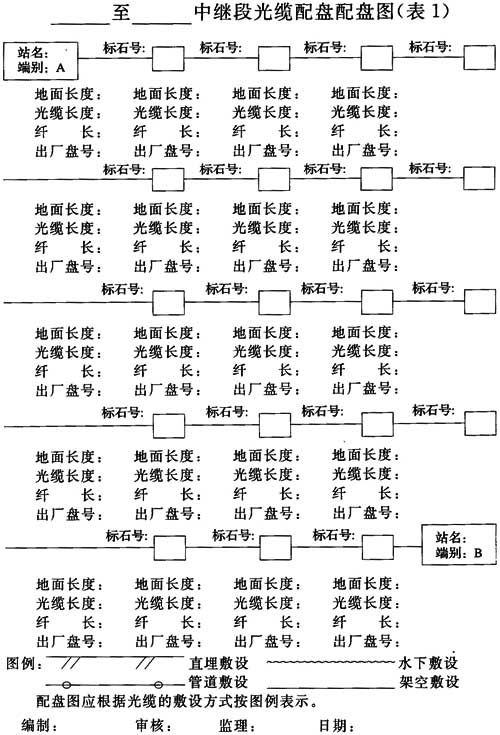 ______至______中继段光缆配盘配盘图(表1)
站名： 标石号: 标石号: 标石号: 标石号:
端别：A
地面长度： 地面长度： 地面长度： 地面长度：
光缆长度： 光缆长度： 光缆长度： 光缆长度：
纤 长： 纤 长： 纤 长： 纤 长：
出厂盘号： 出厂盘号： 出厂盘号： 出厂盘号：
标石号: 标石号: 标石号: 标石号:
地面长度： 地面长度： 地面长度： 地面长度：
光缆长度： 光缆长度： 光缆长度： 光缆长度：
纤 长： 纤 长： 纤 长： 纤 长：
出厂盘号： 出厂盘号： 出厂盘号： 出厂盘号：
标石号: 标石号: 标石号: 标石号:
地面长度： 地面长度： 地面长度： 地面长度：
光缆长度： 光缆长度： 光缆长度： 光缆长度：
纤 长： 纤 长： 纤 长： 纤 长：
出厂盘号： 出厂盘号： 出厂盘号： 出厂盘号：
标石号: 标石号: 标石号: 标石号:
地面长度： 地面长度： 地面长度： 地面长度：
光缆长度： 光缆长度： 光缆长度： 光缆长度：
纤 长： 纤 长： 纤 长： 纤 长：
出厂盘号： 出厂盘号： 出厂盘号： 出厂盘号：
标石号: 标石号: 标石号: 站名：
端别：B
地面长度： 地面长度： 地面长度： 地面长度：
光缆长度： 光缆长度： 光缆长度： 光缆长度：
纤 长： 纤 长： 纤 长： 纤 长：
出厂盘号： 出厂盘号： 出厂盘号： 出厂盘号：
图例： 直埋敷设 水下敷设
管道敷设 架空敷设
配盘图应根据光缆的敷设方式按图例表示。
编制： 审核： 监理： 日期：